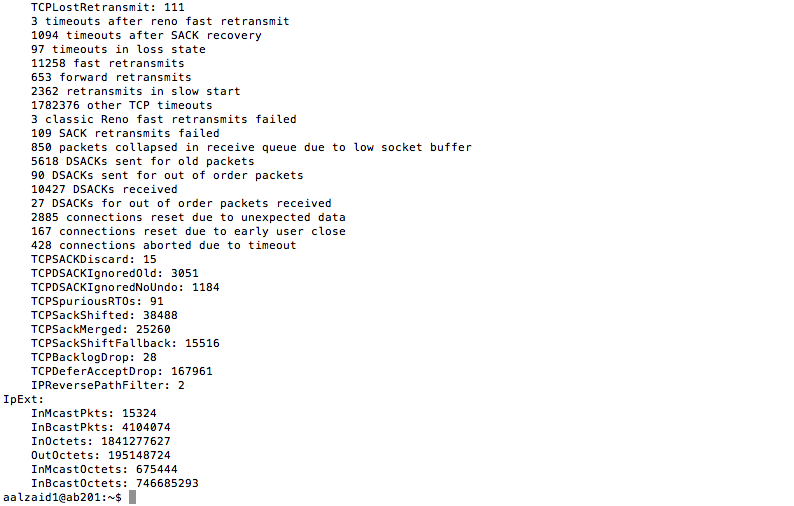 TCPLostRetransmit: 111
3 timeouts after reno fast retransmit
1094 timeouts after SACK recovery
97 timeouts in loss state
11258 fast retransmits
653 forward retransmits
2362 retransmits in slow start
1782376 other TCP timeouts
3 classic Reno fast retransmits failed
109 SACK retransmits failed
850 packets collapsed in receive queue due to low socket buffer
5618 DSACKs sent for old packets
90 DSACKs sent for out of order packets
10427 DSACKs received
27 DSACKs for out of order packets received
2885 connections reset due to unexpected data
167 connections reset due to early user close
428 connections aborted due to timeout
TCPSACKDiscard: 15
TCPDSACKIgnoredOld: 3051
TCPDSACKIgnoredNoUndo: 1184
TCPSpuriousRTOs: 91
TCPSackShifted: 38488
TCPSackMerged: 25260
TCPSackShiftFallback: 15516
TCPBacklogDrop: 28
TCPDeferAcceptDrop: 167961
IPReversePathFilter: 2
IpExt:
InMcastPkts: 15324
InBcastPkts: 4104074
InOctets: 1841277627
OutOctets: 195148724
InMcastOctets: 675444
InBcastOctets: 746685293
aalzaid1@ab201:~$